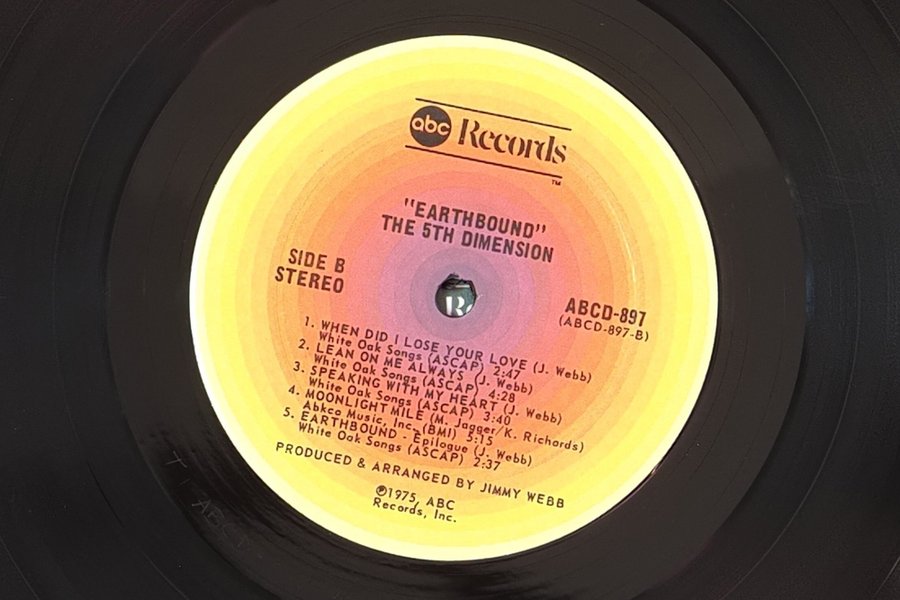 abc Records
TM
"EARTHBOUND"
THE 5TH DIMENSION
SIDE B
STEREO
ABCD-897
(ABCD-897-B)
1. WHEN DID I LOSE YOUR LOVE (J. Webb)
White Oak Songs (ASCAP) 2:47
2. LEAN ON ME ALWAYS (J. Webb)
White Oak Songs (ASCAP) 4:28
3. SPEAKING WITH MY HEART (J. Webb)
White Oak Songs (ASCAP) 3:40
4. MOONLIGHT MILE (M. Jagger/K. Richards)
Abkco Music, Inc. (BMI) 5:15
5. EARTHBOUND - Epilogue (J. Webb)
White Oak Songs (ASCAP) 2:37
PRODUCED & ARRANGED BY JIMMY WEBB
℗1975, ABC
Records, Inc.